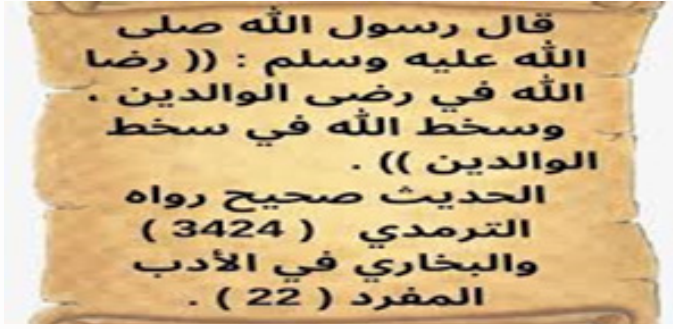 قال رسول الله صلى
الله عليه وسلم : (( رضا
الله في رضى الوالدين ،
وسخط الله في سخط
الوالدين )) .
الحديث صحيح رواه
الترمدي ( 3424 )
والبخاري في الأدب
المفرد ( 22 ) .